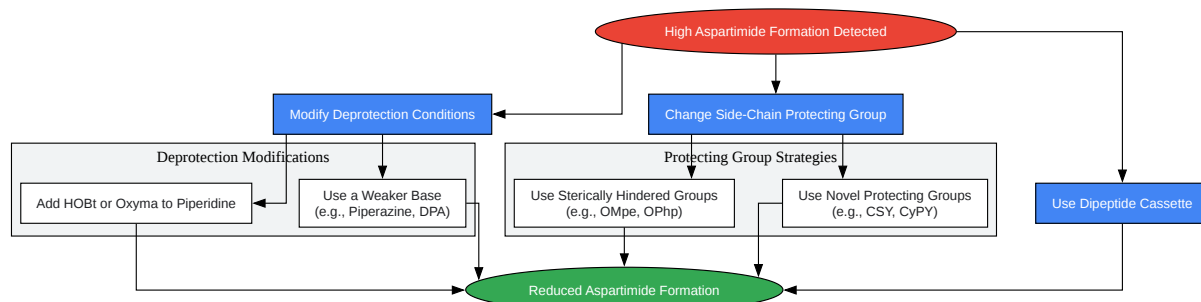 High Aspartimide Formation Detected
Modify Deprotection Conditions
Change Side-Chain Protecting Group
Deprotection Modifications
Protecting Group Strategies
Add HOBt or Oxyma to Piperidine
Use a Weaker Base
(e.g., Piperazine, DPA)
Use Sterically Hindered Groups
(e.g., OMpe, OPhp)
Use Novel Protecting Groups
(e.g., CSY, CyPY)
Use Dipeptide Cassette
Reduced Aspartimide Formation